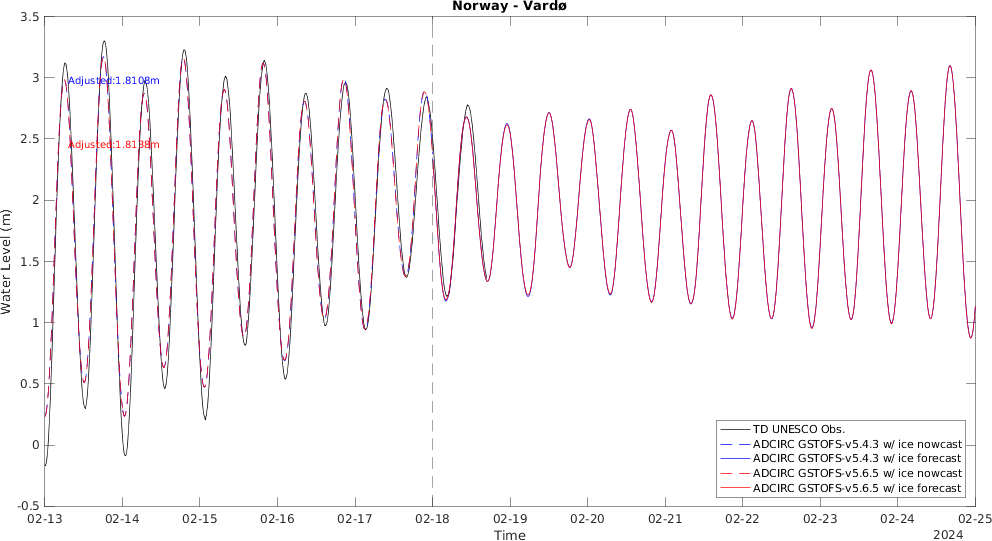 Norway - Vardø
3.5
3
2.5
2
1.5
1
0.5
0
-0.5
Water Level (m)
Adjusted:1.8108m
Adjusted:1.8138m
TD UNESCO Obs.
ADCIRC GSTOFS-v5.4.3 w/ ice nowcast
ADCIRC GSTOFS-v5.4.3 w/ ice forecast
ADCIRC GSTOFS-v5.6.5 w/ ice nowcast
ADCIRC GSTOFS-v5.6.5 w/ ice forecast
02-13 02-14 02-15 02-16 02-17 02-18 02-19 02-20 02-21 02-22 02-23 02-24 02-25
Time
2024